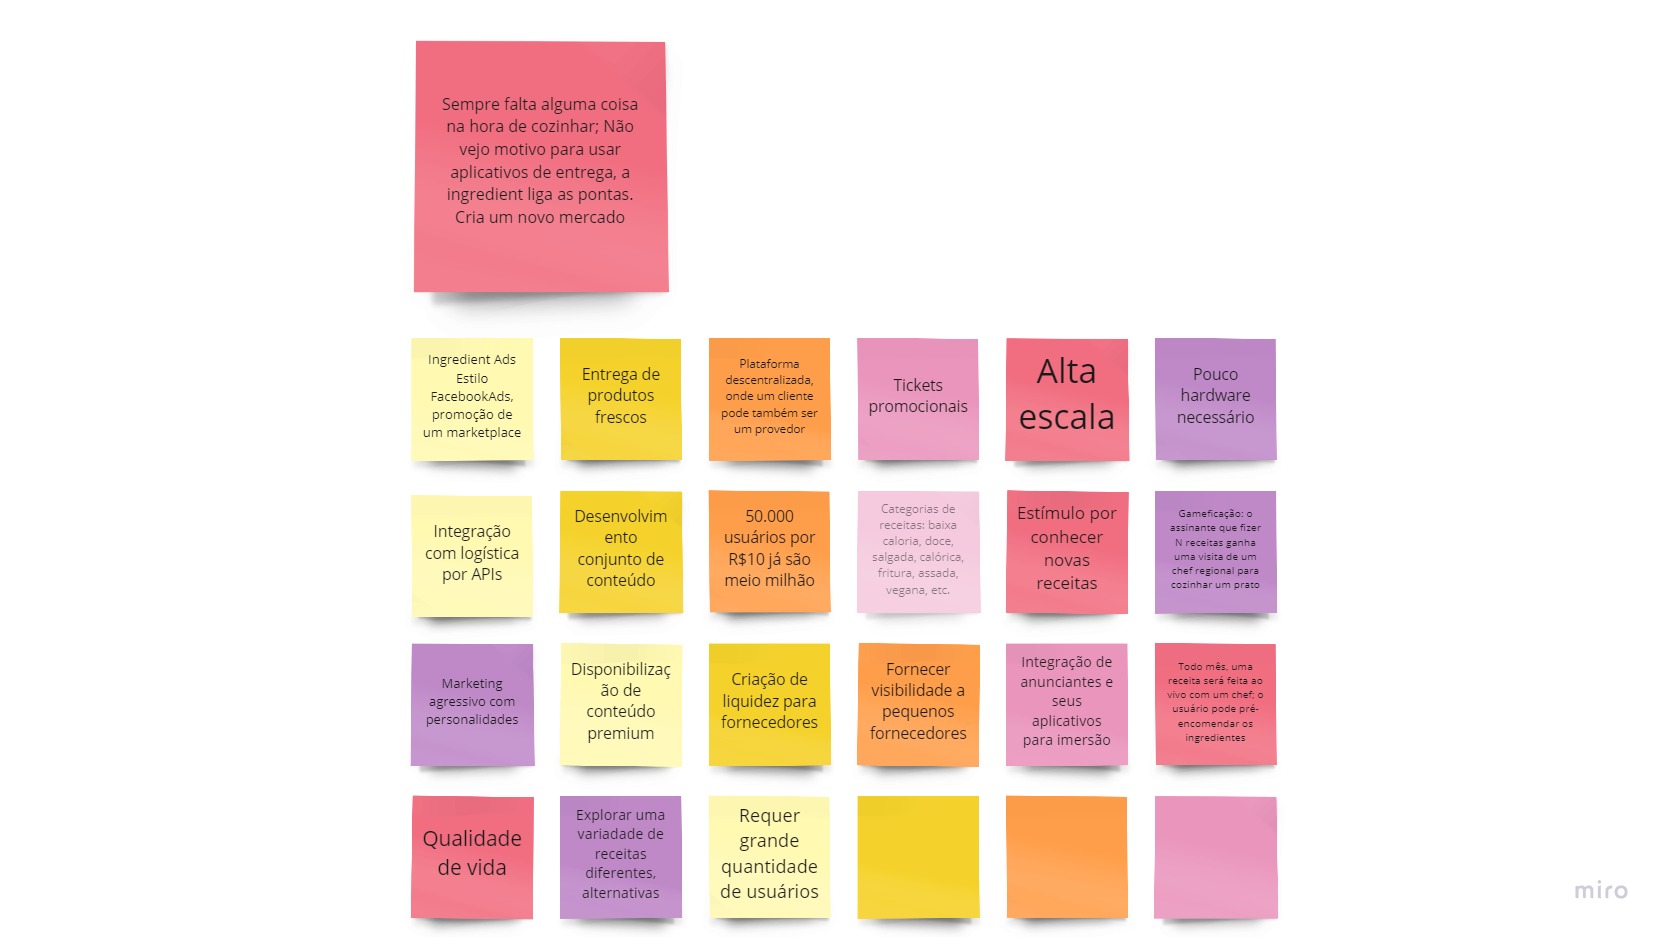 Sempre falta alguma coisa
na hora de cozinhar; Não
vejo motivo para usar
aplicativos de entrega, a
ingredient liga as pontas.
Cria um novo mercado
Ingredient Ads
Estilo
FacebookAds,
promoção de
um marketplace
Entrega de
produtos
frescos
Plataforma
descentralizada,
onde um cliente
pode também ser
um provedor
Tickets
promocionais
Alta
escala
Pouco
hardware
necessário
Integração
com logística
por APIs
Desenvolvim
ento
conjunto de
conteúdo
50.000
usuários por
R$10 já são
meio milhão
Categorias de
receitas: baixa
caloria, doce,
salgada, calórica,
fritura, assada,
vegana, etc.
Estímulo por
conhecer
novas
receitas
Gameficação: o
assinante que fizer
N receitas ganha
uma visita de um
chef regional para
cozinhar um prato
Marketing
agressivo com
personalidades
Disponibilizaç
ão de
conteúdo
premium
Criação de
liquidez para
fornecedores
Fornecer
visibilidade a
pequenos
fornecedores
Integração de
anunciantes e
seus
aplicativos
para imersão
Todo mês, uma
receita será feita ao
vivo com um chef; o
usuário pode pré-
encomendar os
ingredientes
Qualidade
de vida
Explorar uma
variadade de
receitas
diferentes,
alternativas
Requer
grande
quantidade
de usuários
miro